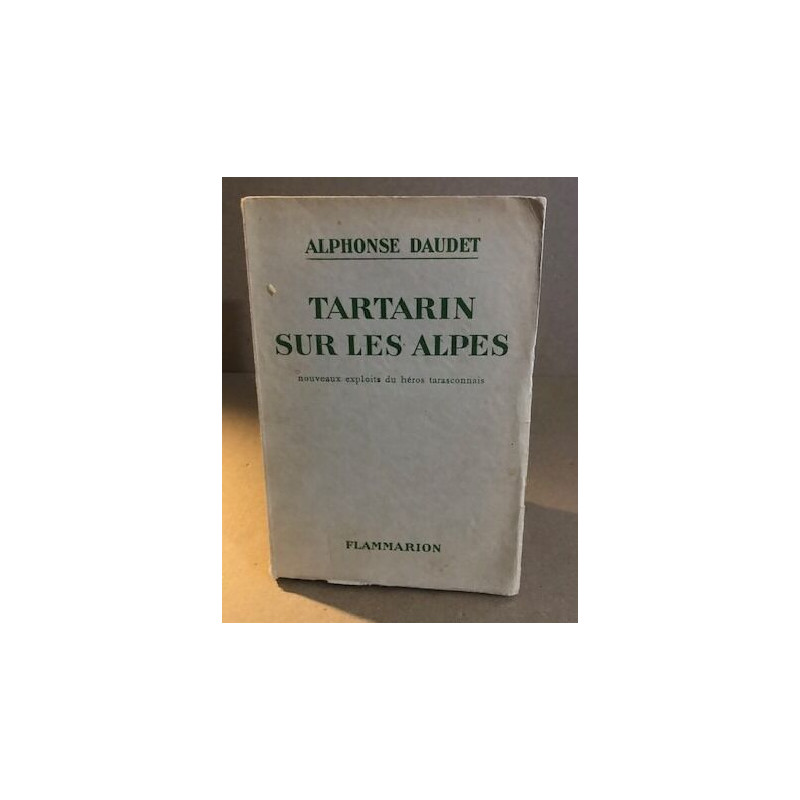 ALPHONSE DAUDET
TARTARIN
SUR LES ALPES
nouveaux exploits du héros tarasconnais
FLAMMARION